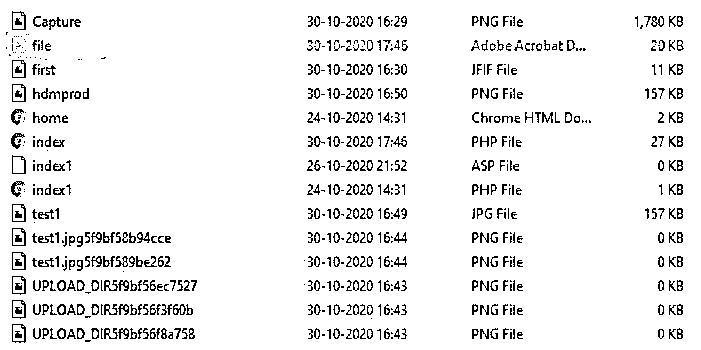 Capture 30-10-2020 16:29 PNG File 1,780 KB
file 30-10-2020 17:46 Adobe Acrobat D... 20 KB
first 30-10-2020 16:30 JFIF File 11 KB
hdmprod 30-10-2020 16:50 PNG File 157 KB
home 24-10-2020 14:31 Chrome HTML Do... 2 KB
index 30-10-2020 17:46 PHP File 27 KB
index1 26-10-2020 21:52 ASP File 0 KB
index1 24-10-2020 14:31 PHP File 1 KB
test1 30-10-2020 16:49 JPG File 157 KB
test1.jpg5f9bf58b94cce 30-10-2020 16:44 PNG File 0 KB
test1.jpg5f9bf589be262 30-10-2020 16:44 PNG File 0 KB
UPLOAD_DIR5f9bf56ec7527 30-10-2020 16:43 PNG File 0 KB
UPLOAD_DIR5f9bf56f3f60b 30-10-2020 16:43 PNG File 0 KB
UPLOAD_DIR5f9bf56f8a758 30-10-2020 16:43 PNG File 0 KB